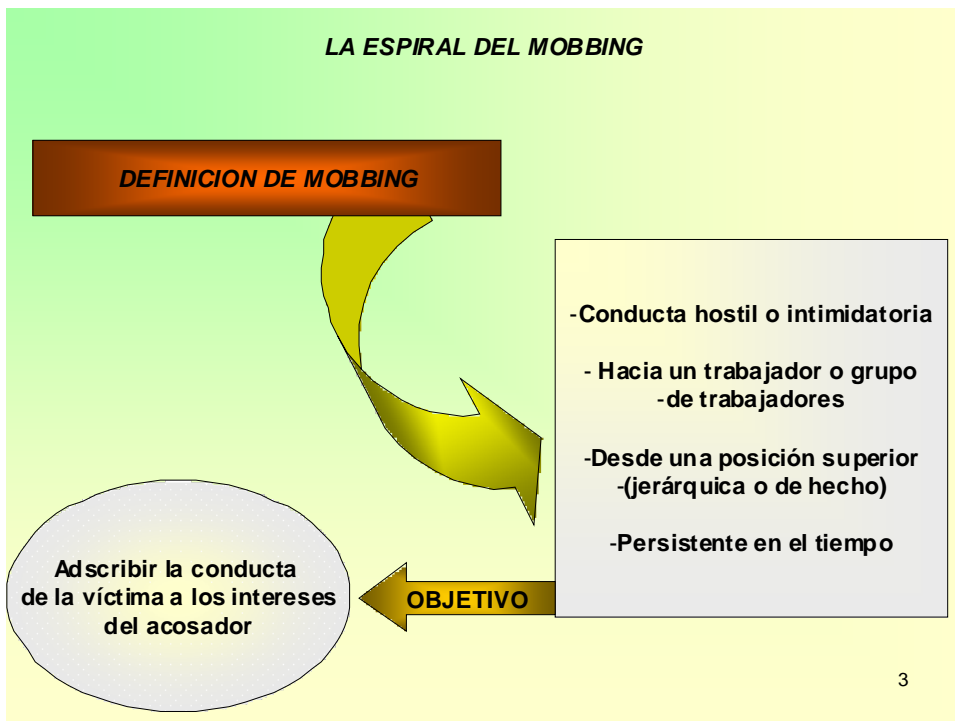 LA ESPIRAL DEL MOBBING
DEFINICION DE MOBBING
-Conducta hostil o intimidatoria
- Hacia un trabajador o grupo
-de trabajadores
-Desde una posición superior
-(jerárquica o de hecho)
-Persistente en el tiempo
OBJETIVO
Adscribir la conducta
de la víctima a los intereses
del acosador
3